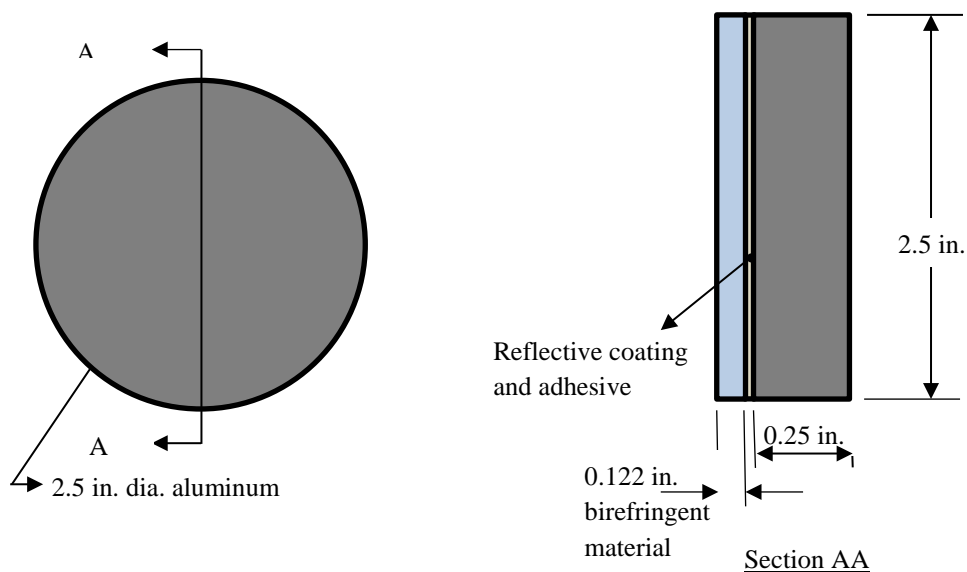 A
A
2.5 in. dia. aluminum
2.5 in.
Reflective coating
and adhesive
0.25 in.
0.122 in.
birefringent
material
Section AA